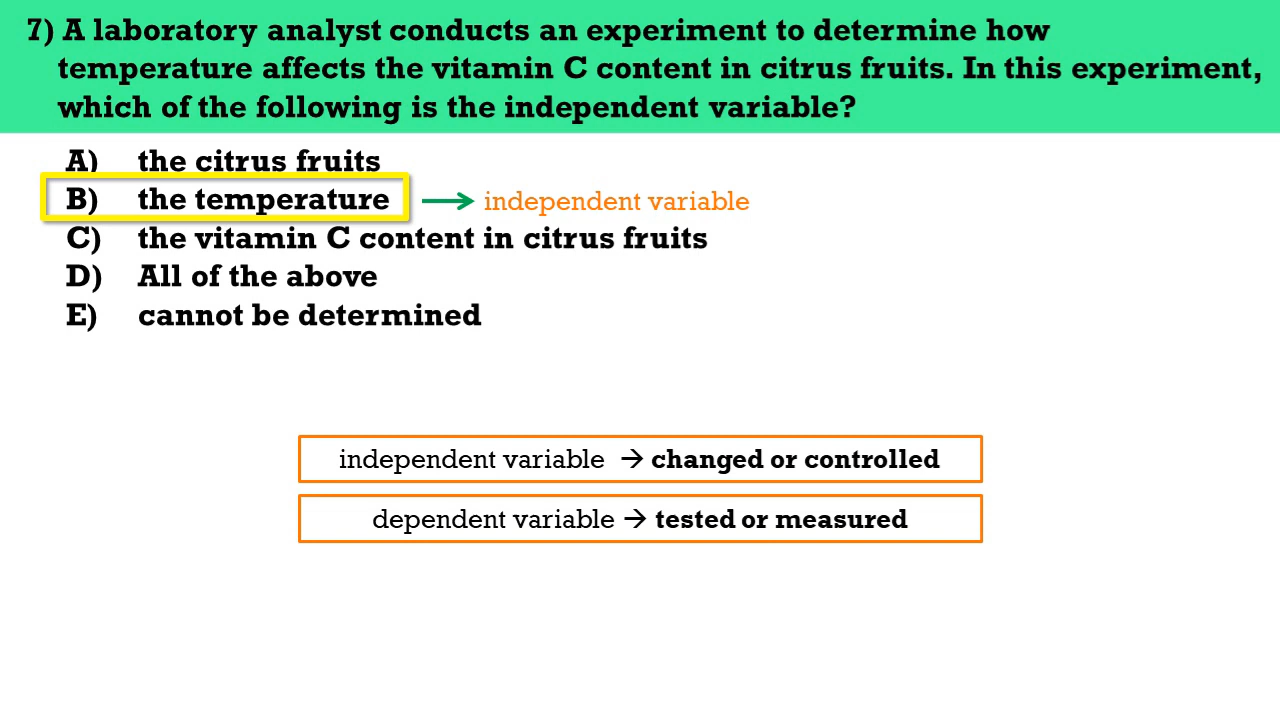 7) A laboratory analyst conducts an experiment to determine how
temperature affects the vitamin C content in citrus fruits. In this experiment,
which of the following is the independent variable?
A) the citrus fruits
B) the temperature → independent variable
C) the vitamin C content in citrus fruits
D) All of the above
E) cannot be determined
independent variable → changed or controlled
dependent variable → tested or measured